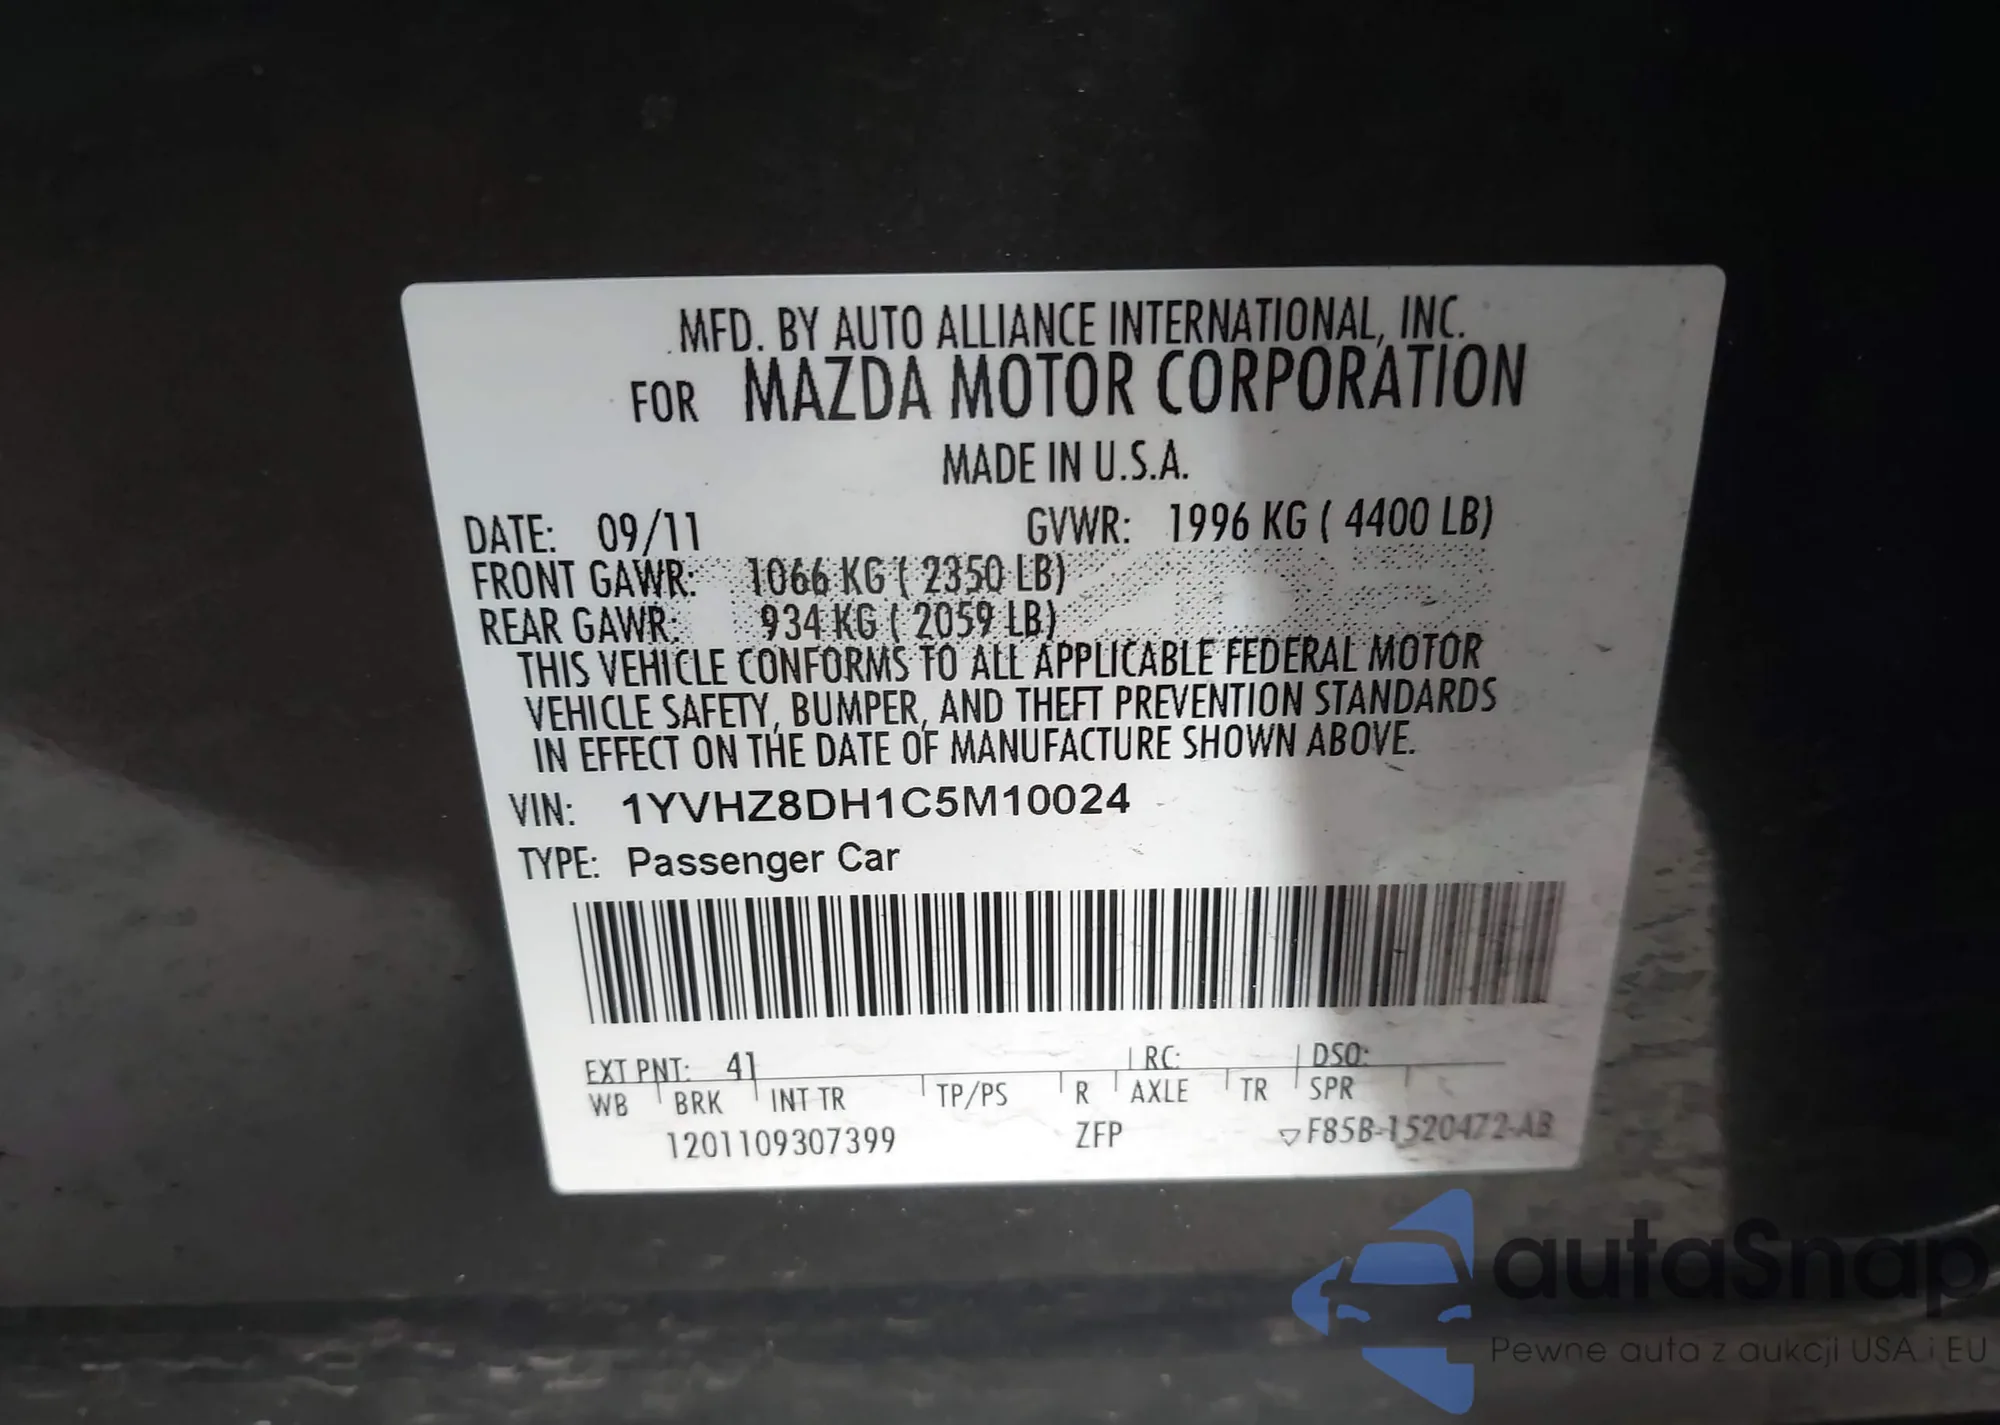 MFD. BY AUTO ALLIANCE INTERNATIONAL, INC.
FOR MAZDA MOTOR CORPORATION
MADE IN U.S.A.
DATE: 09/11 GVWR: 1996 KG ( 4400 LB)
FRONT GAWR: 1066 KG ( 2350 LB)
REAR GAWR: 934 KG ( 2059 LB)
THIS VEHICLE CONFORMS TO ALL APPLICABLE FEDERAL MOTOR
VEHICLE SAFETY, BUMPER, AND THEFT PREVENTION STANDARDS
IN EFFECT ON THE DATE OF MANUFACTURE SHOWN ABOVE.
VIN: 1YVHZ8DH1C5M10024
TYPE: Passenger Car
EXT PNT: 41 RC: DSO:
WB BRK INT TR TP/PS R AXLE TR SPR
1201109307399 ZFP ▽F85B-1520472-AB
autaSnap
Pewne auta z aukcji USA i EU